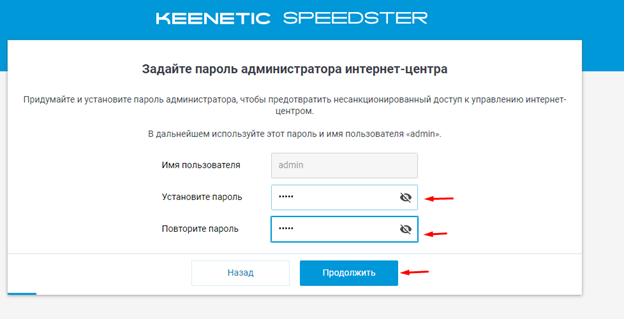 KEENETIC SPEEDSTER
Задайте пароль администратора интернет-центра
Придумайте и установите пароль администратора, чтобы предотвратить несанкционированный доступ к управлению интернет-
центром.
В дальнейшем используйте этот пароль и имя пользователя «admin».
Имя пользователя admin
Установите пароль •••••
Повторите пароль •••••
Назад Продолжить